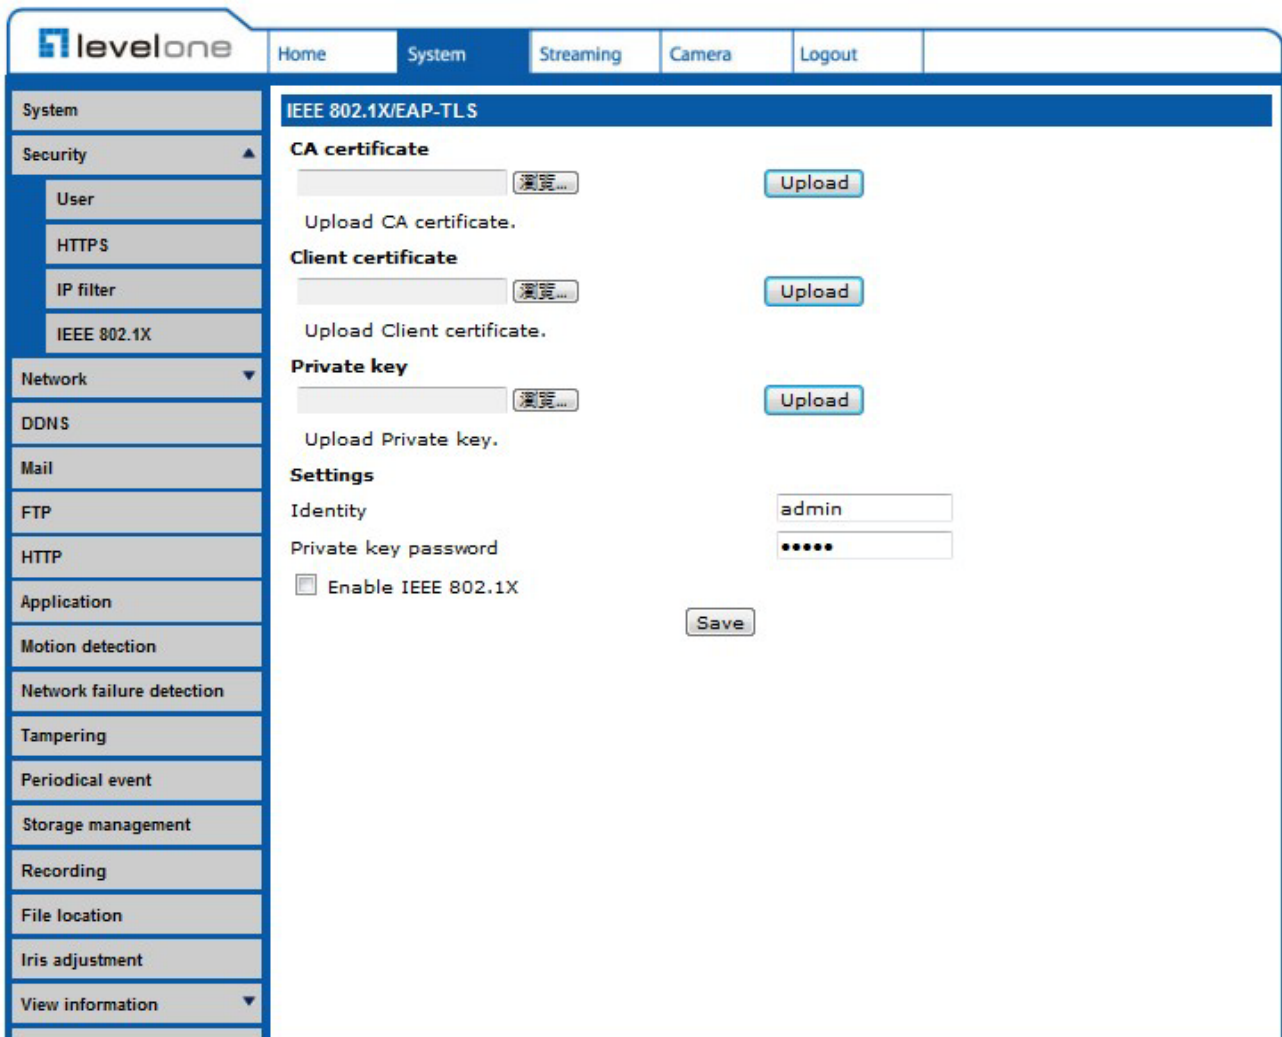 levelone
Home System Streaming Camera Logout
System
Security
User
HTTPS
IP filter
IEEE 802.1X
Network
DDNS
Mail
FTP
HTTP
Application
Motion detection
Network failure detection
Tampering
Periodical event
Storage management
Recording
File location
Iris adjustment
View information
IEEE 802.1X/EAP-TLS
CA certificate
瀏覽... Upload
Upload CA certificate.
Client certificate
瀏覽... Upload
Upload Client certificate.
Private key
瀏覽... Upload
Upload Private key.
Settings
Identity admin
Private key password •••••
Enable IEEE 802.1X
Save